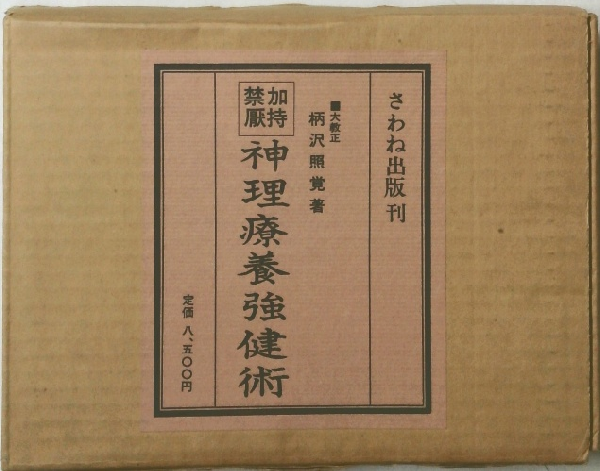 さわね出版刊
■大教正
柄沢照覚著
加持
禁厭
神理療養強健術
定価 八、五〇〇円